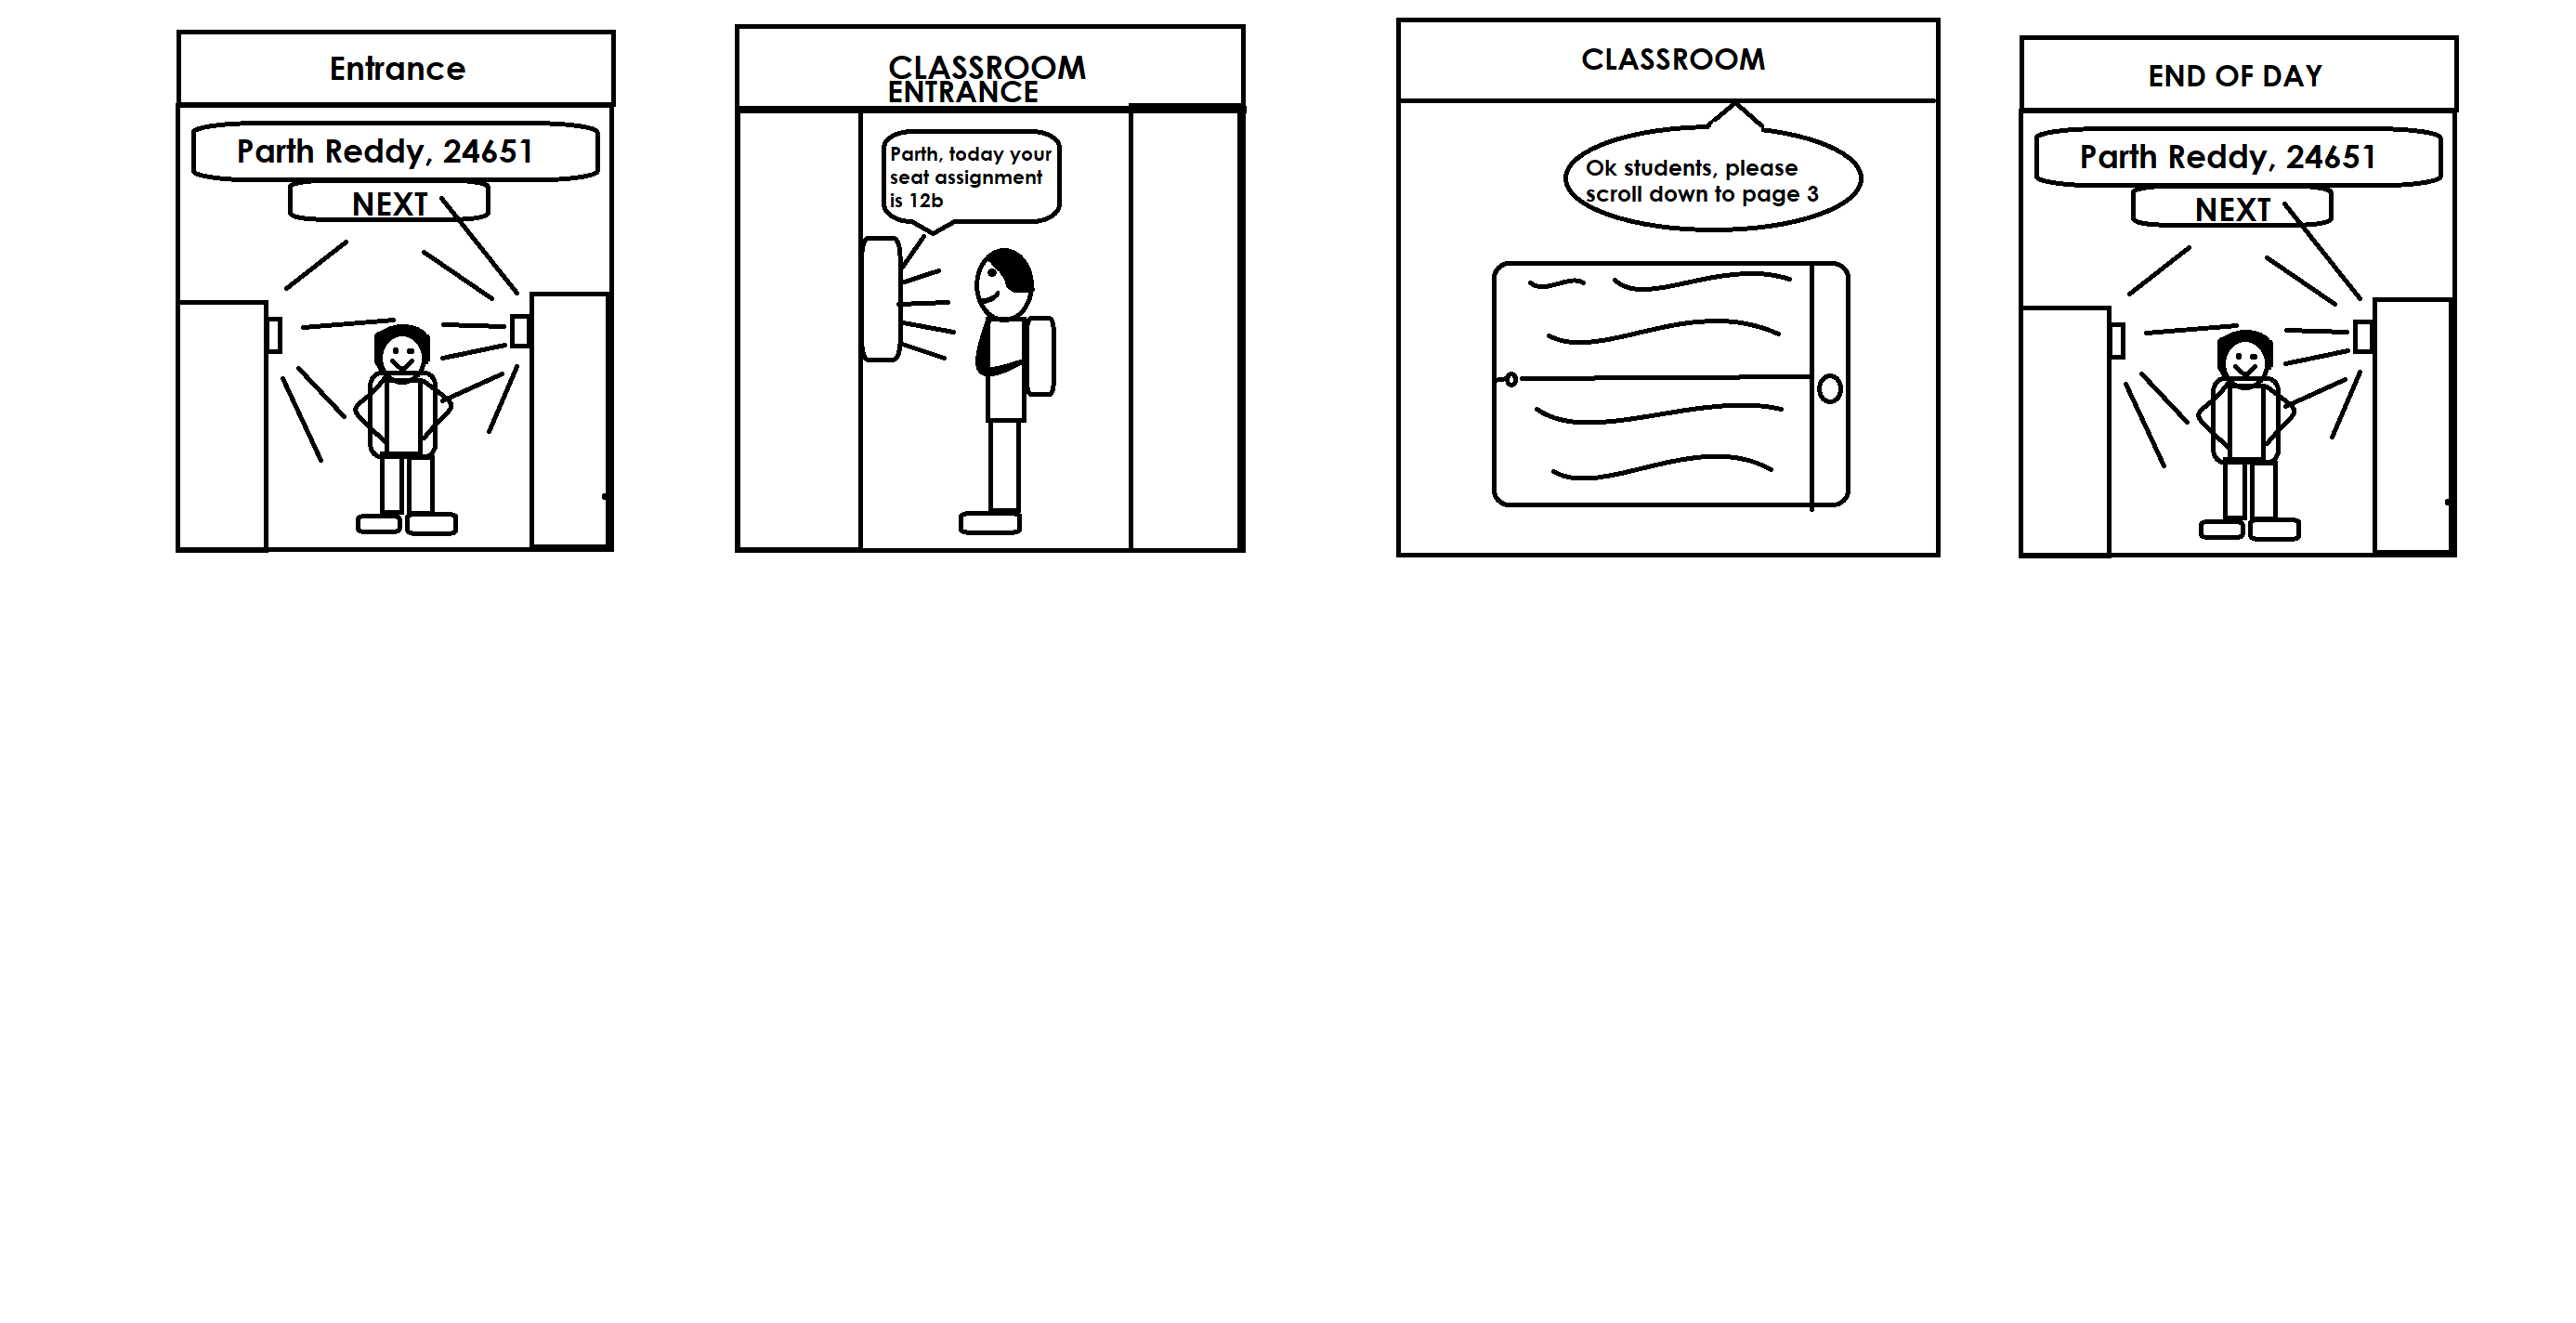 Entrance
Parth Reddy, 24651
NEXT
CLASSROOM
ENTRANCE
Parth, today your
seat assignment
is 12b
CLASSROOM
Ok students, please
scroll down to page 3
END OF DAY
Parth Reddy, 24651
NEXT